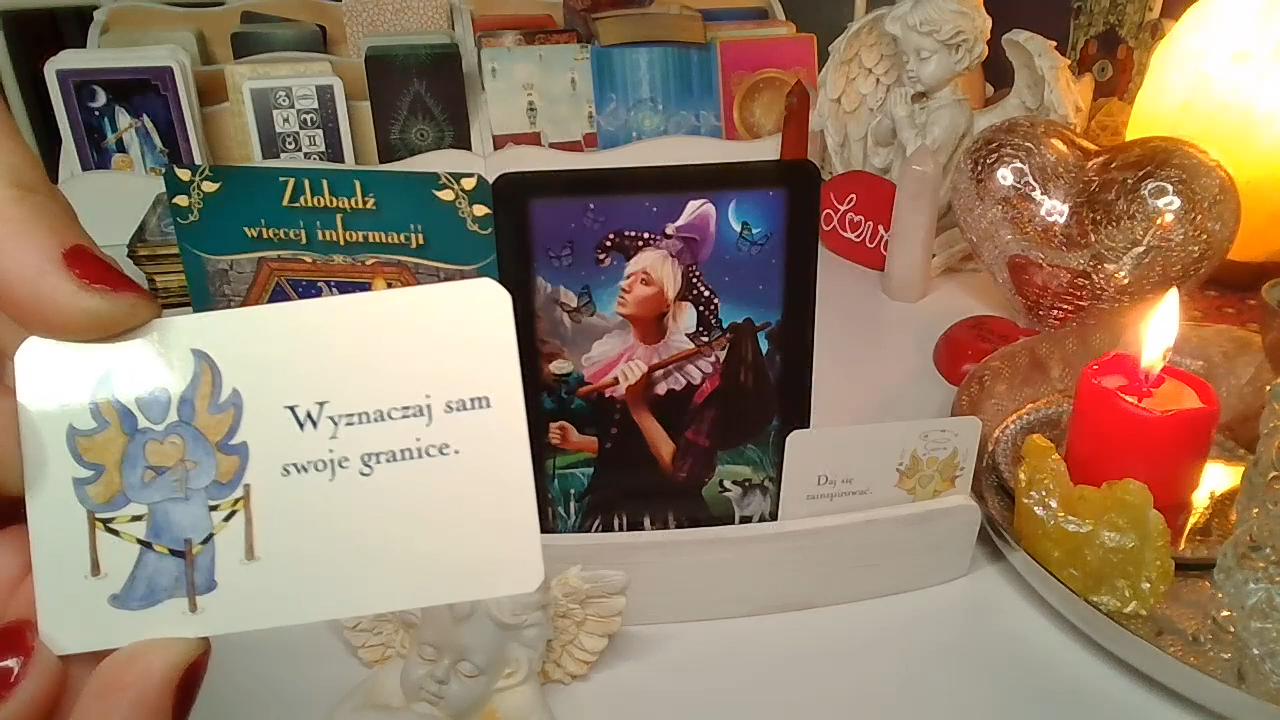 Zdobądź
więcej informacji
Wyznaczaj sam
swoje granice.
Love
Daj się
zainspirować.